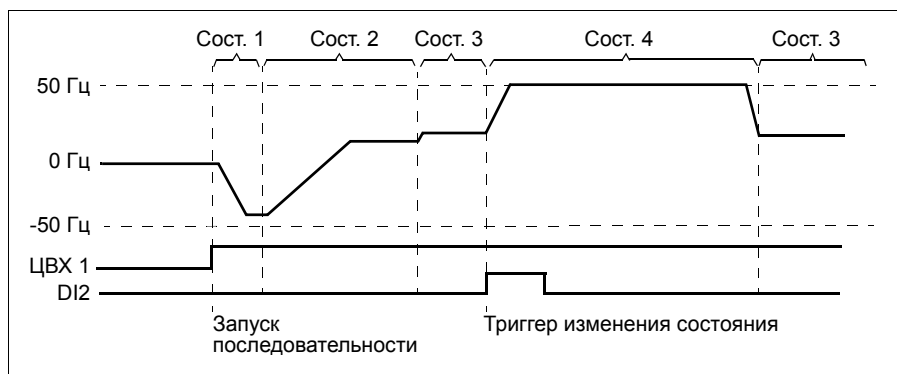 Сост. 1 Сост. 2 Сост. 3 Сост. 4 Сост. 3
50 Гц
0 Гц
-50 Гц
ЦВХ 1
DI2
Запуск
последовательности
Триггер изменения состояния